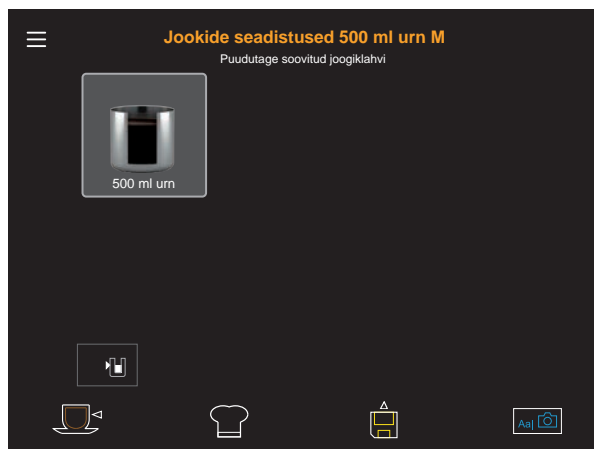 Jookide seadistused 500 ml urn M
Puudutage soovitud joogiklahvi
500 ml urn
Aa|